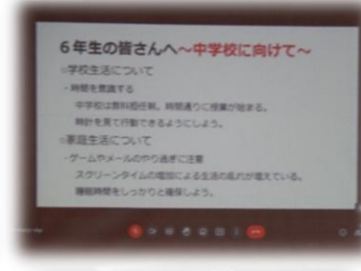 ６年生の皆さんへ～中学校に向けて～
○学校生活について
・時間を意識する
中学校は教科担任制。時間通りに授業が始まる。
時計を見て行動できるようにしよう。
○家庭生活について
・ゲームやメールのやり過ぎに注意
スクリーンタイムの増加による生活の乱れが増えている。
睡眠時間をしっかりと確保しよう。